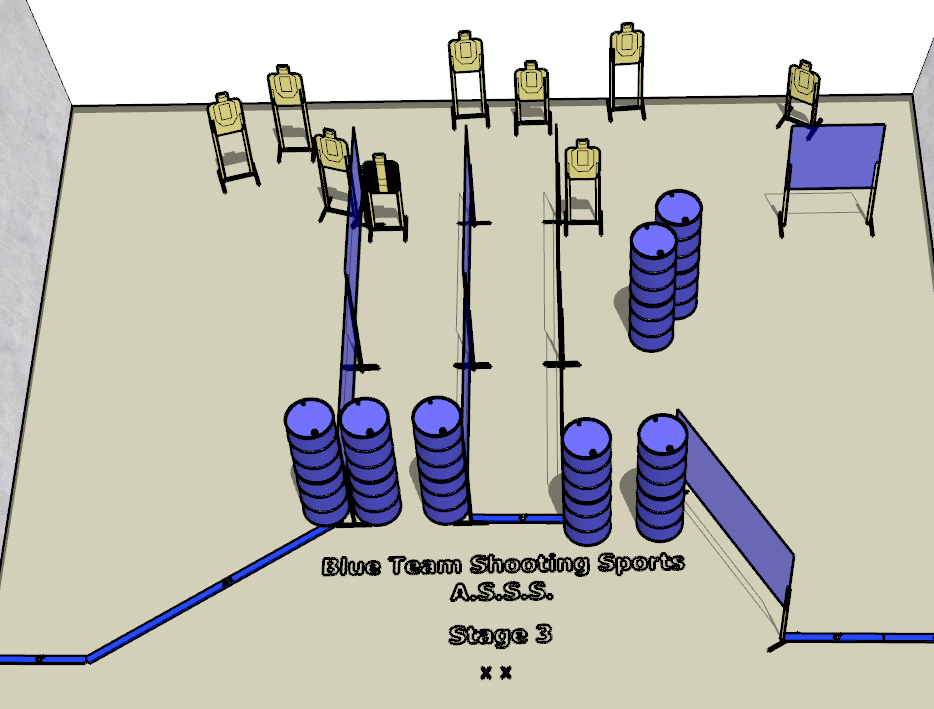 Blue Team Shooting Sports
A.S.S.S.
Stage 3
x x